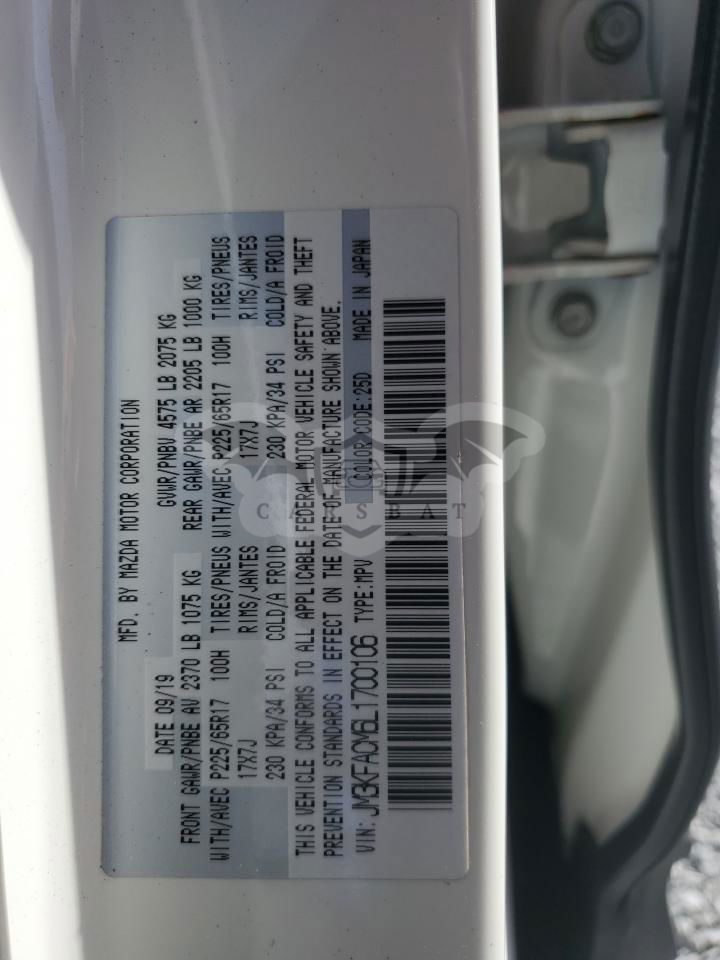 MFD. BY MAZDA MOTOR CORPORATION
DATE 09/19 GVWR/PNBV 4575 LB 2075 KG
FRONT GAWR/PNBE AV 2370 LB 1075 KG REAR GAWR/PNBE AR 2205 LB 1000 KG
WITH/AVEC P225/65R17 100H TIRES/PNEUS WITH/AVEC P225/65R17 100H TIRES/PNEUS
17X7J RIMS/JANTES 17X7J RIMS/JANTES
230 KPA/34 PSI COLD/A FROID 230 KPA/34 PSI COLD/A FROID
THIS VEHICLE CONFORMS TO ALL APPLICABLE FEDERAL MOTOR VEHICLE SAFETY AND THEFT
PREVENTION STANDARDS IN EFFECT ON THE DATE OF MANUFACTURE SHOWN ABOVE.
VIN: JM3KFACM6L1700106 TYPE:MPV COLOR CODE:25D MADE IN JAPAN
CARSBAT